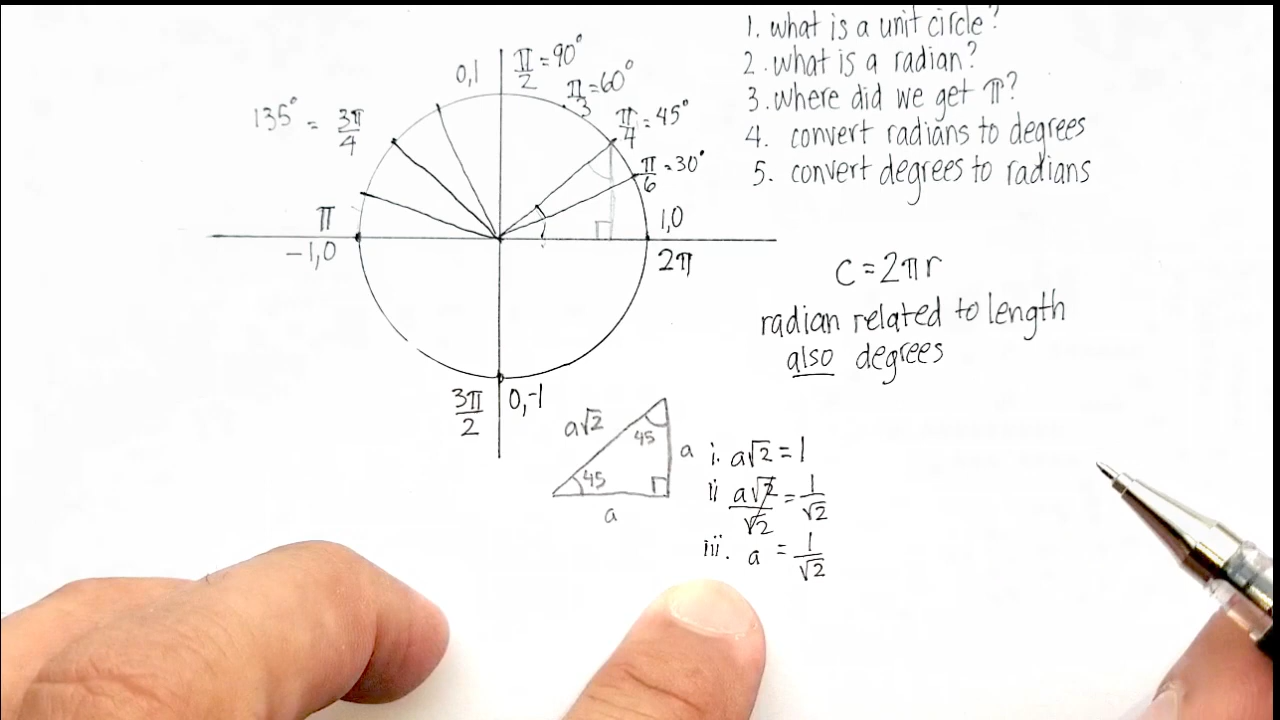 1. what is a unit circle?
2. what is a radian?
3. where did we get π?
4. convert radians to degrees
5. convert degrees to radians
0,1
π/2 = 90°
π/3 = 60°
π/4 = 45°
π/6 = 30°
135° = 3π/4
π
-1,0
1,0
2π
3π/2
0,-1
c = 2πr
radian related to length
also degrees
a√2
45
a
45
a
i. a√2 = 1
ii a√2/√2 = 1/√2
iii. a = 1/√2